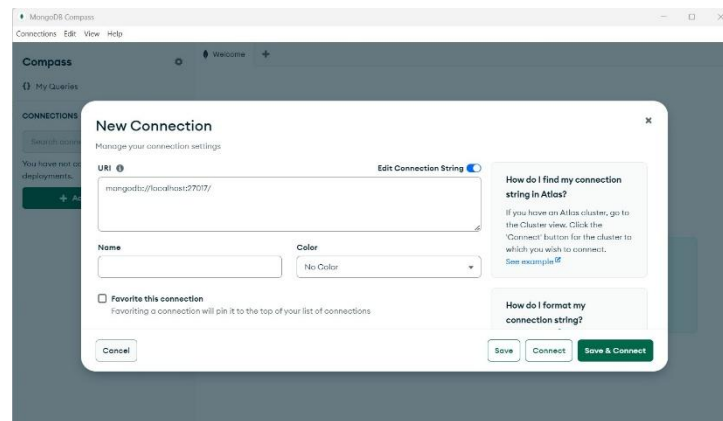 MongoDB Compass
Connections Edit View Help
Compass
Welcome
{} My Queries
CONNECTIONS
You have not
deployments.
New Connection
Manage your connection settings
URI
Edit Connection String
mongodb://localhost:27017/
Name
Color
No Color
Favorite this connection
Favoriting a connection will pin it to the top of your list of connections
How do I find my connection
string in Atlas?
If you have an Atlas cluster, go to
the Cluster view. Click the
'Connect' button for the cluster to
which you wish to connect.
See example
How do I format my
connection string?
Cancel
Save
Connect
Save & Connect